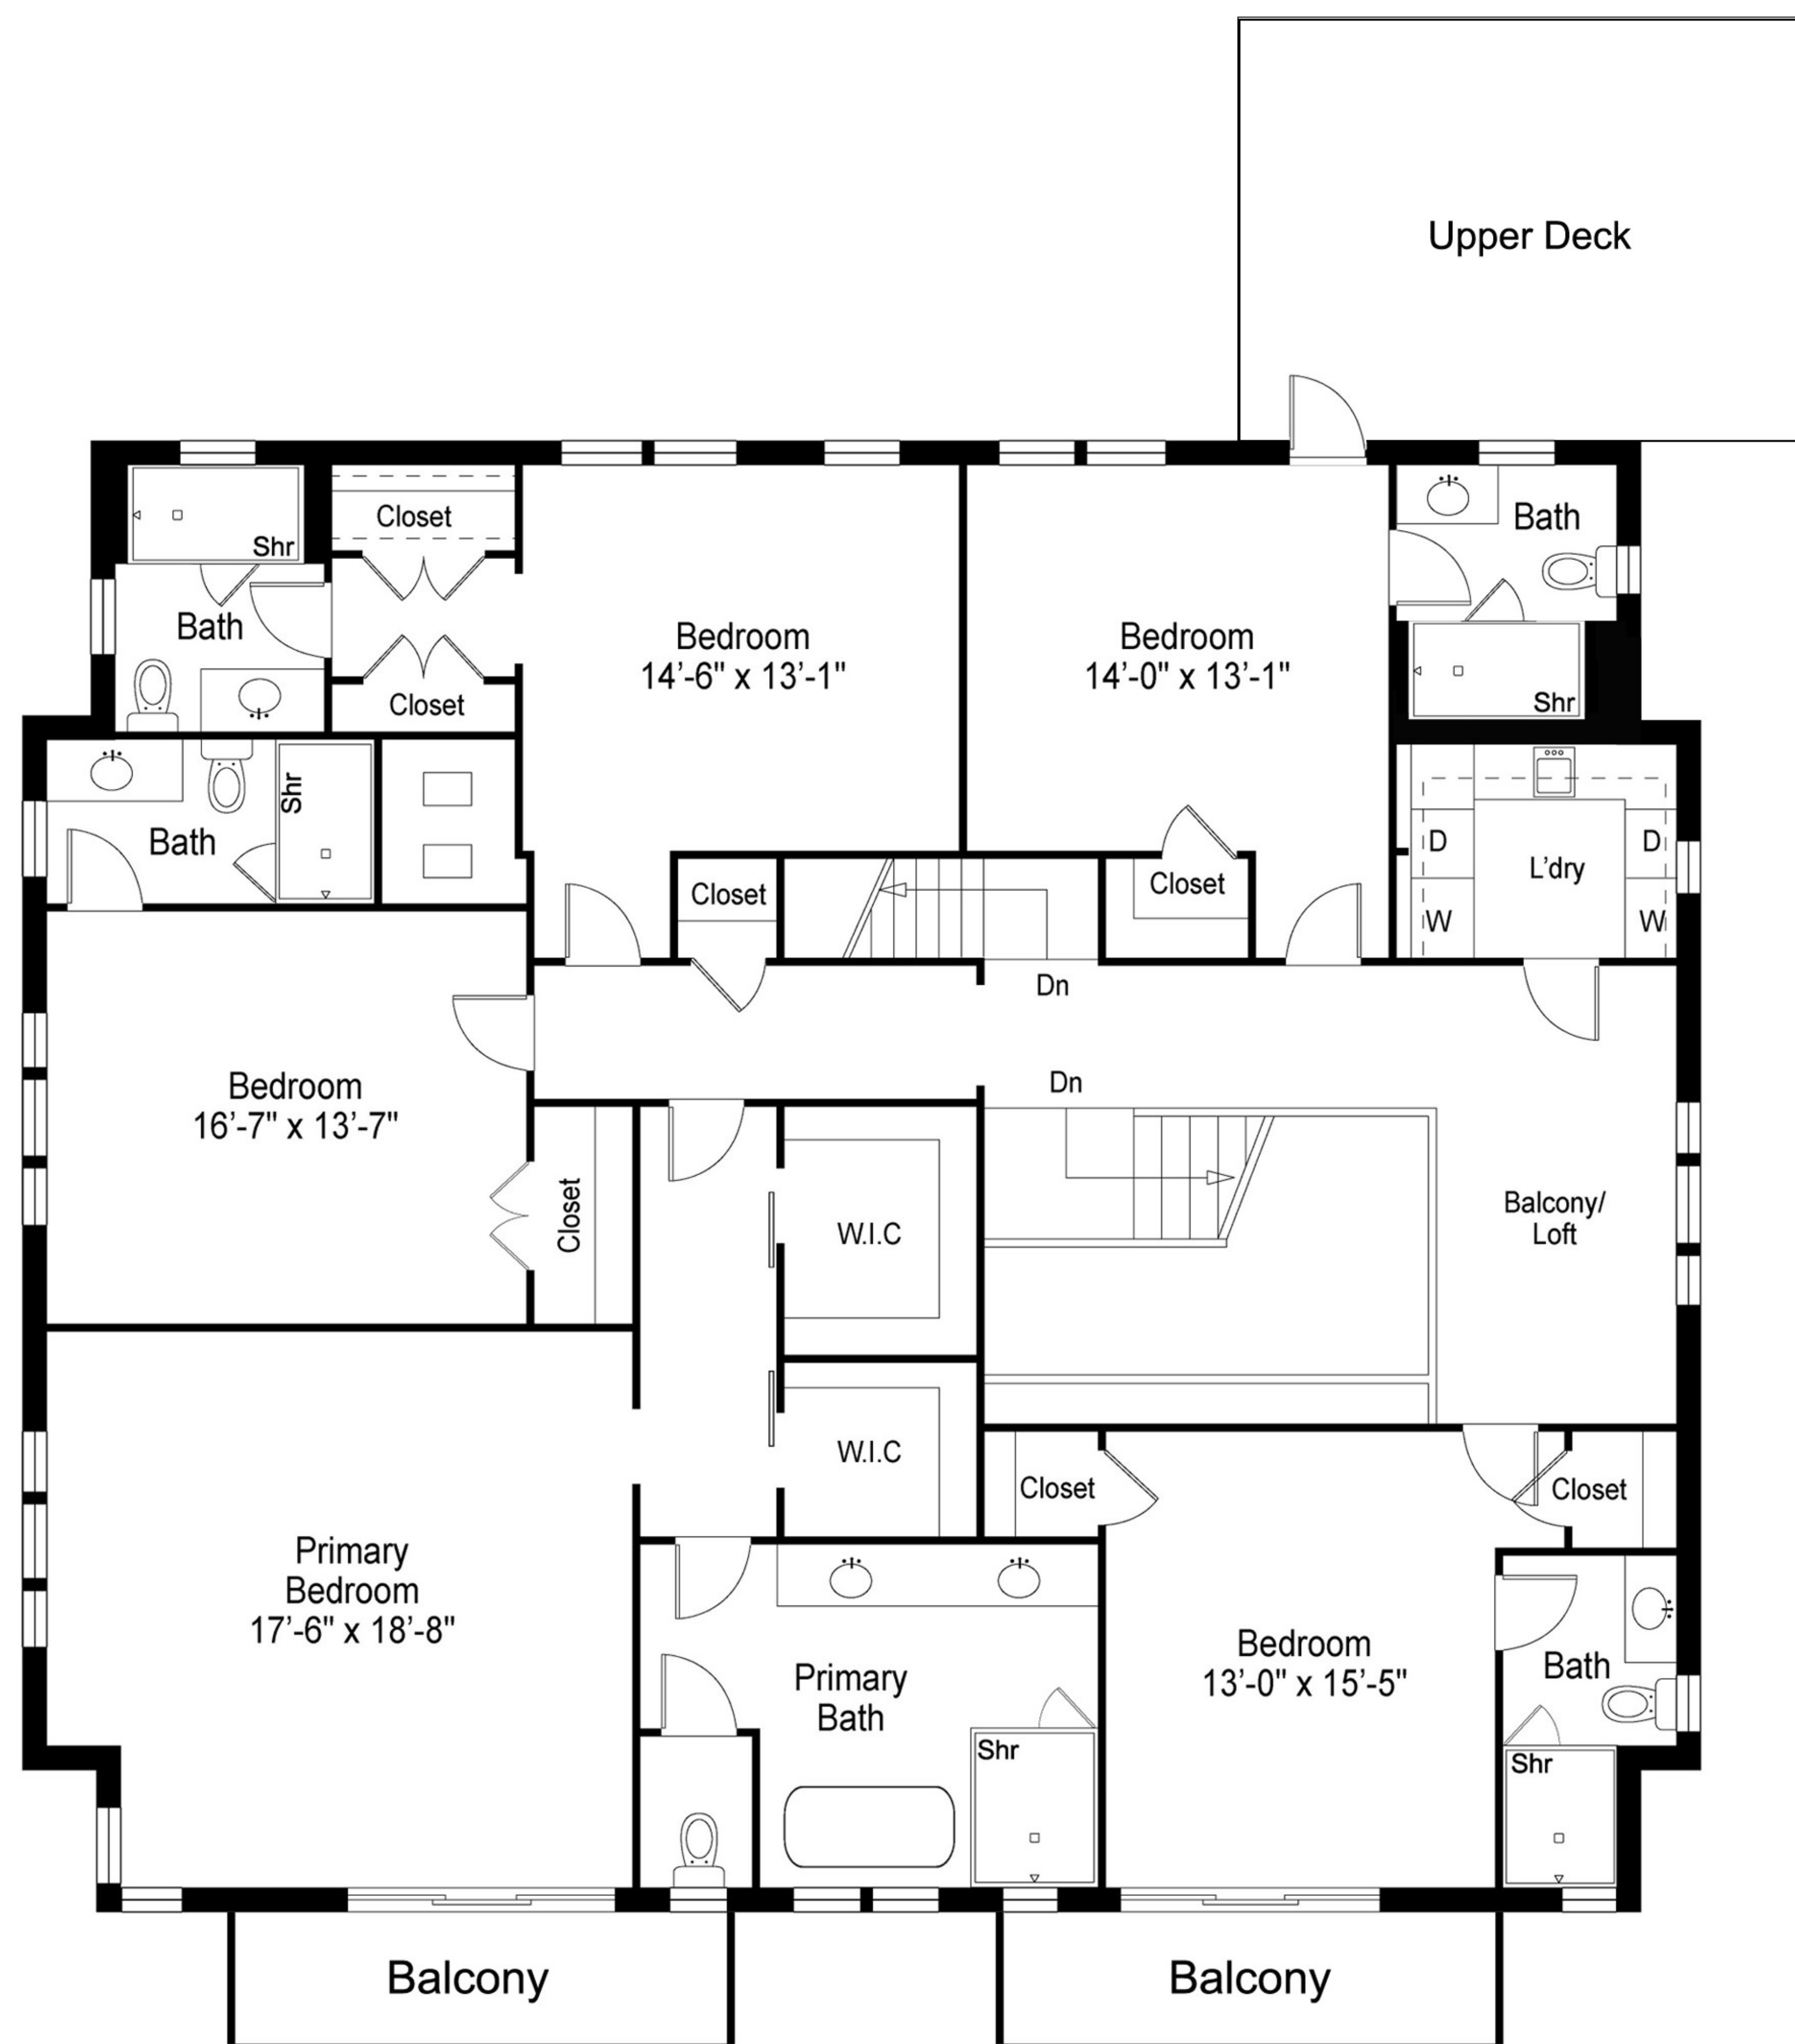 Upper Deck
Closet
Shr
Bath
Bath
Bedroom
14’-6" x 13’-1"
Bedroom
14’-0" x 13’-1"
Closet
Shr
Shr
Bath
D
D
L’dry
Closet
Closet
W
W
Dn
Dn
Bedroom
16’-7" x 13’-7"
Closet
W.I.C
Balcony/
Loft
W.I.C
Closet
Closet
Primary
Bedroom
17’-6" x 18’-8"
Primary
Bath
Bedroom
13’-0" x 15’-5"
Bath
Shr
Shr
Balcony
Balcony